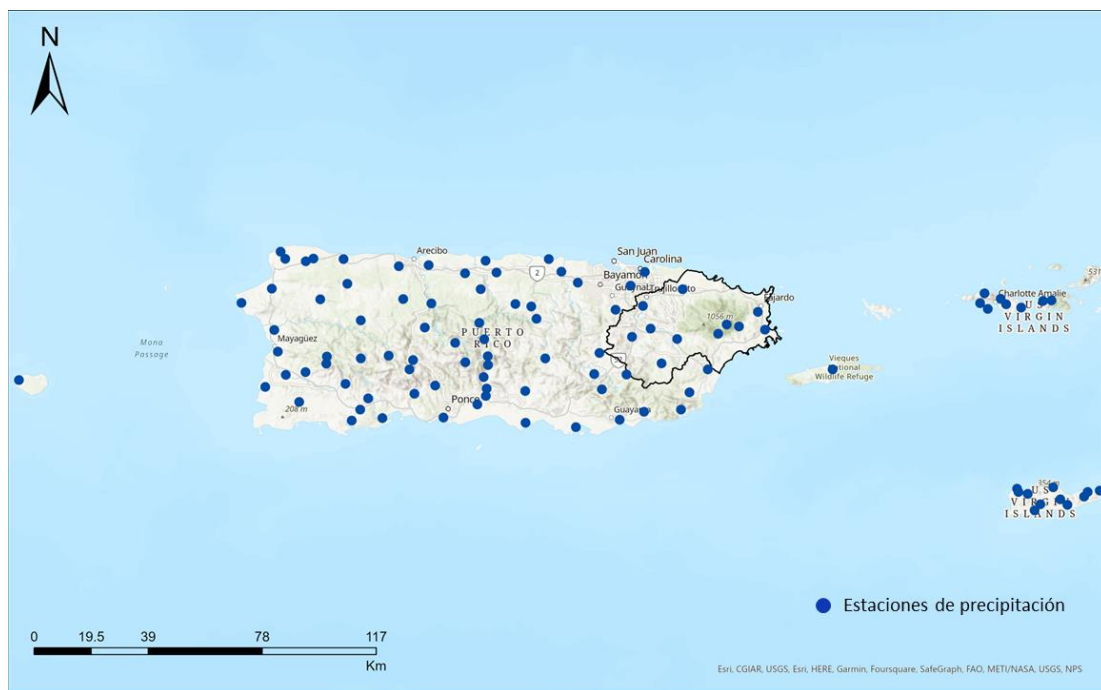 N
Arecibo
San Juan
Carolina
2
Bayamón
Trujillo Alto
Fajardo
1056 m
Charlotte Amalie
U S
VIRGIN
ISLANDS
PUERTO
RICO
Mayagüez
Mona
Passage
Vieques
National
Wildlife Refuge
Ponce
208 m
Guayama
U S
VIRGIN
ISLANDS
Estaciones de precipitación
0 19.5 39 78 117
Km
Esri, CGIAR, USGS, Esri, HERE, Garmin, Foursquare, SafeGraph, FAO, METI/NASA, USGS, NPS